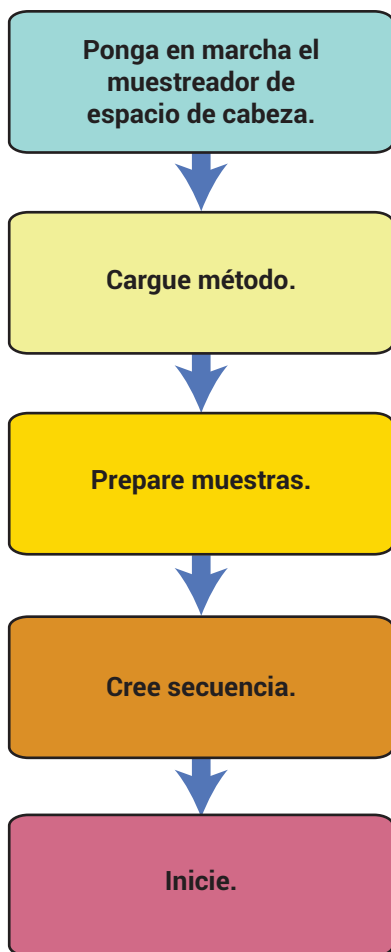 Ponga en marcha el
muestreador de
espacio de cabeza.
Cargue método.
Prepare muestras.
Cree secuencia.
Inicie.